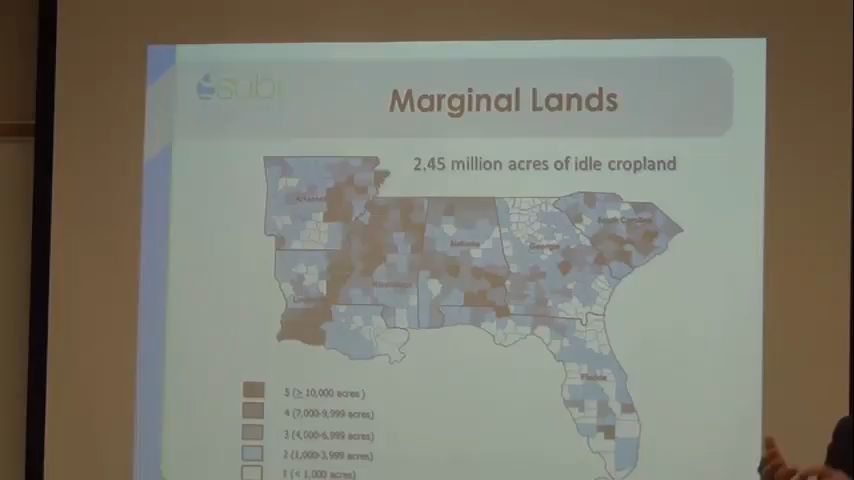 subi
Marginal Lands
2.45 million acres of idle cropland
Arkansas
South Carolina
Alabama
Georgia
Mississippi
Florida
5 (≥ 10,000 acres)
4 (7,000-9,999 acres)
3 (4,000-6,999 acres)
2 (1,000-3,999 acres)
1 (< 1,000 acres)